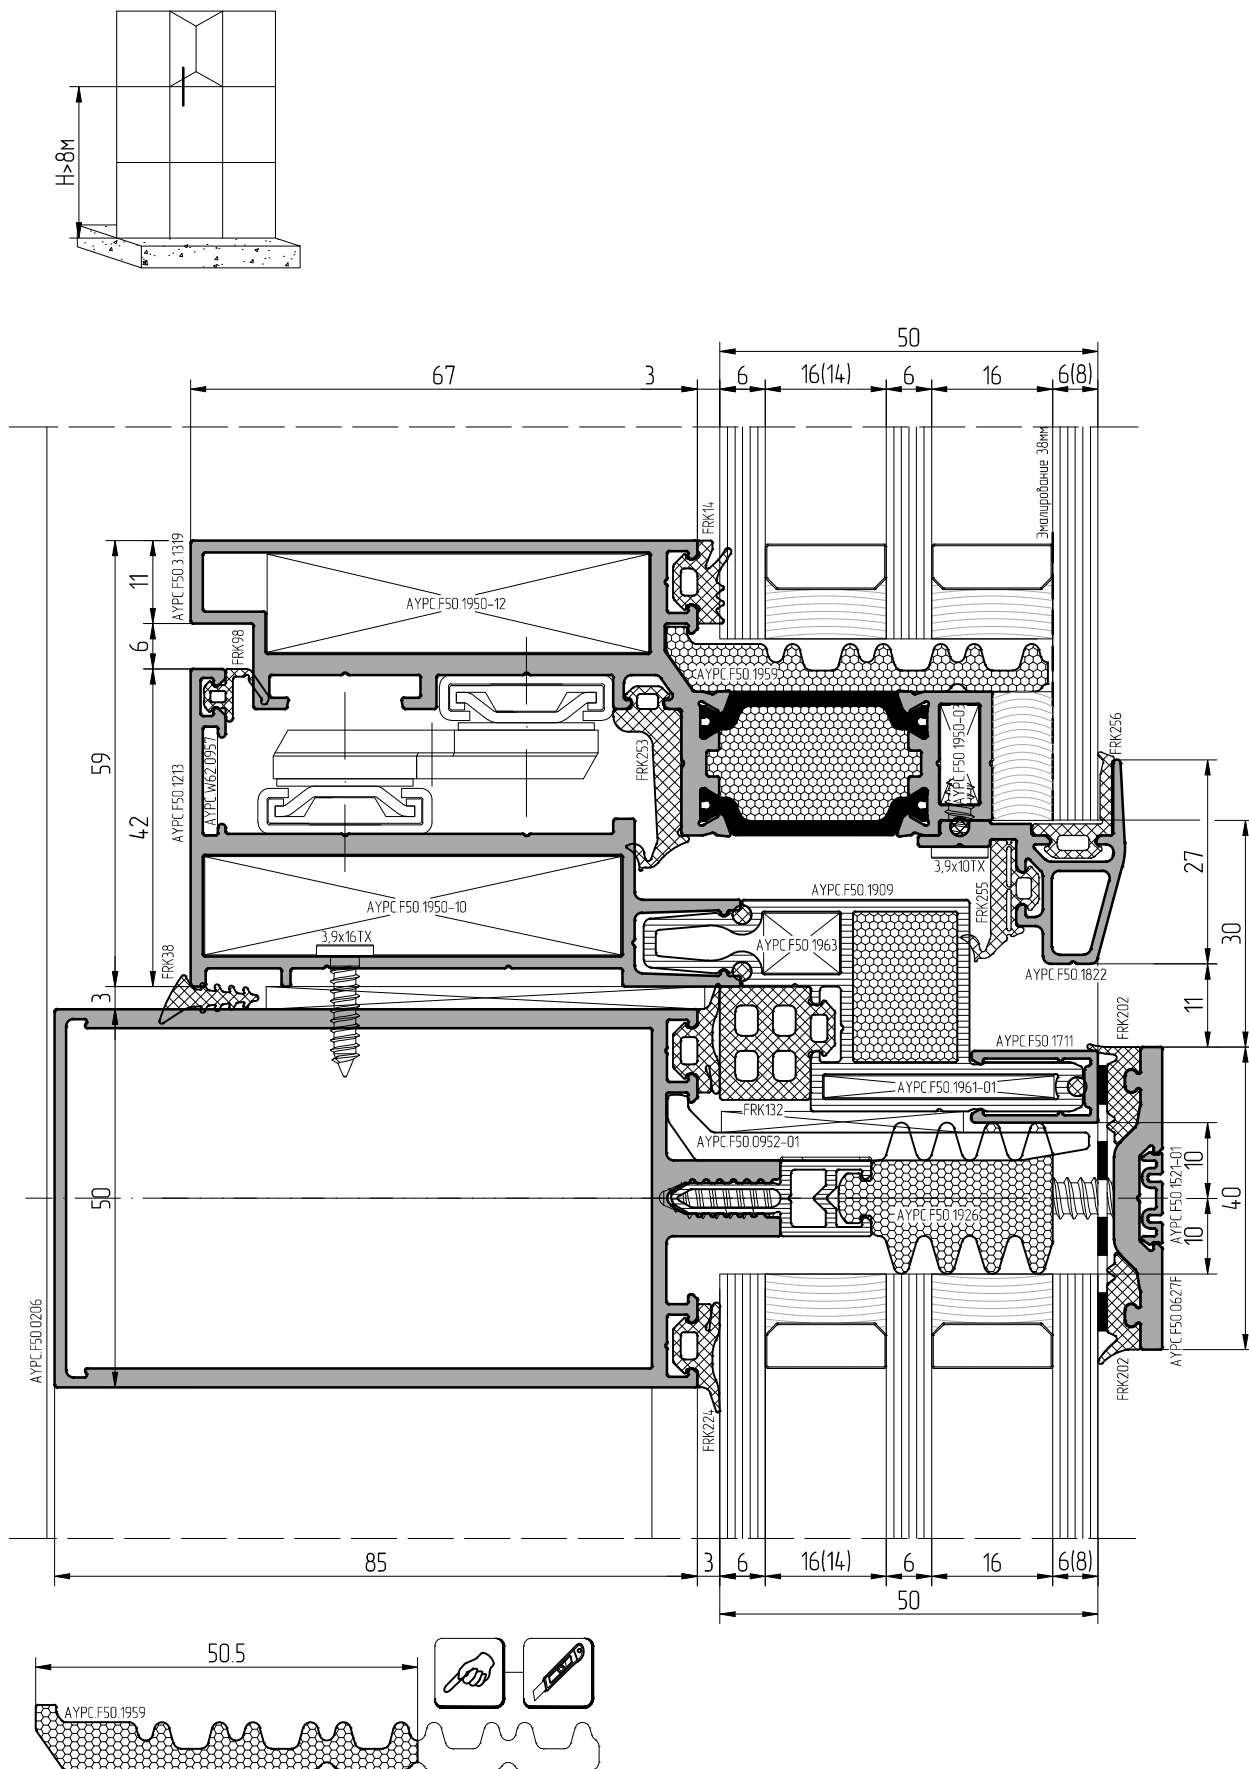 H>8м
50
67
3
6
16(14)
6
16
6(8)
Эмалирование 38мм
FRK14
AYPC.F50.3.1319
11
AYPC.F50.1950-12
6
FRK98
AYPC.F50.1959
AYPC.F50.1950-03
FRK256
59
42
AYPC.F50.1213
AYPC.W62.0957
FRK253
27
3,9x10TX
AYPC.F50.1909
AYPC.F50.1950-10
FRK255
30
3,9x16TX
AYPC.F50.1963
FRK38
AYPC.F50.1822
3
11
FRK202
AYPC.F50.1711
AYPC.F50.1961-01
FRK132
AYPC.F50.0952-01
50
10
AYPC.F50.1521-01
40
AYPC.F50.1926
10
AYPC.F50.0206
AYPC.F50.0627F
FRK202
FRK224
85
3
6
16(14)
6
16
6(8)
50
50.5
AYPC.F50.1959